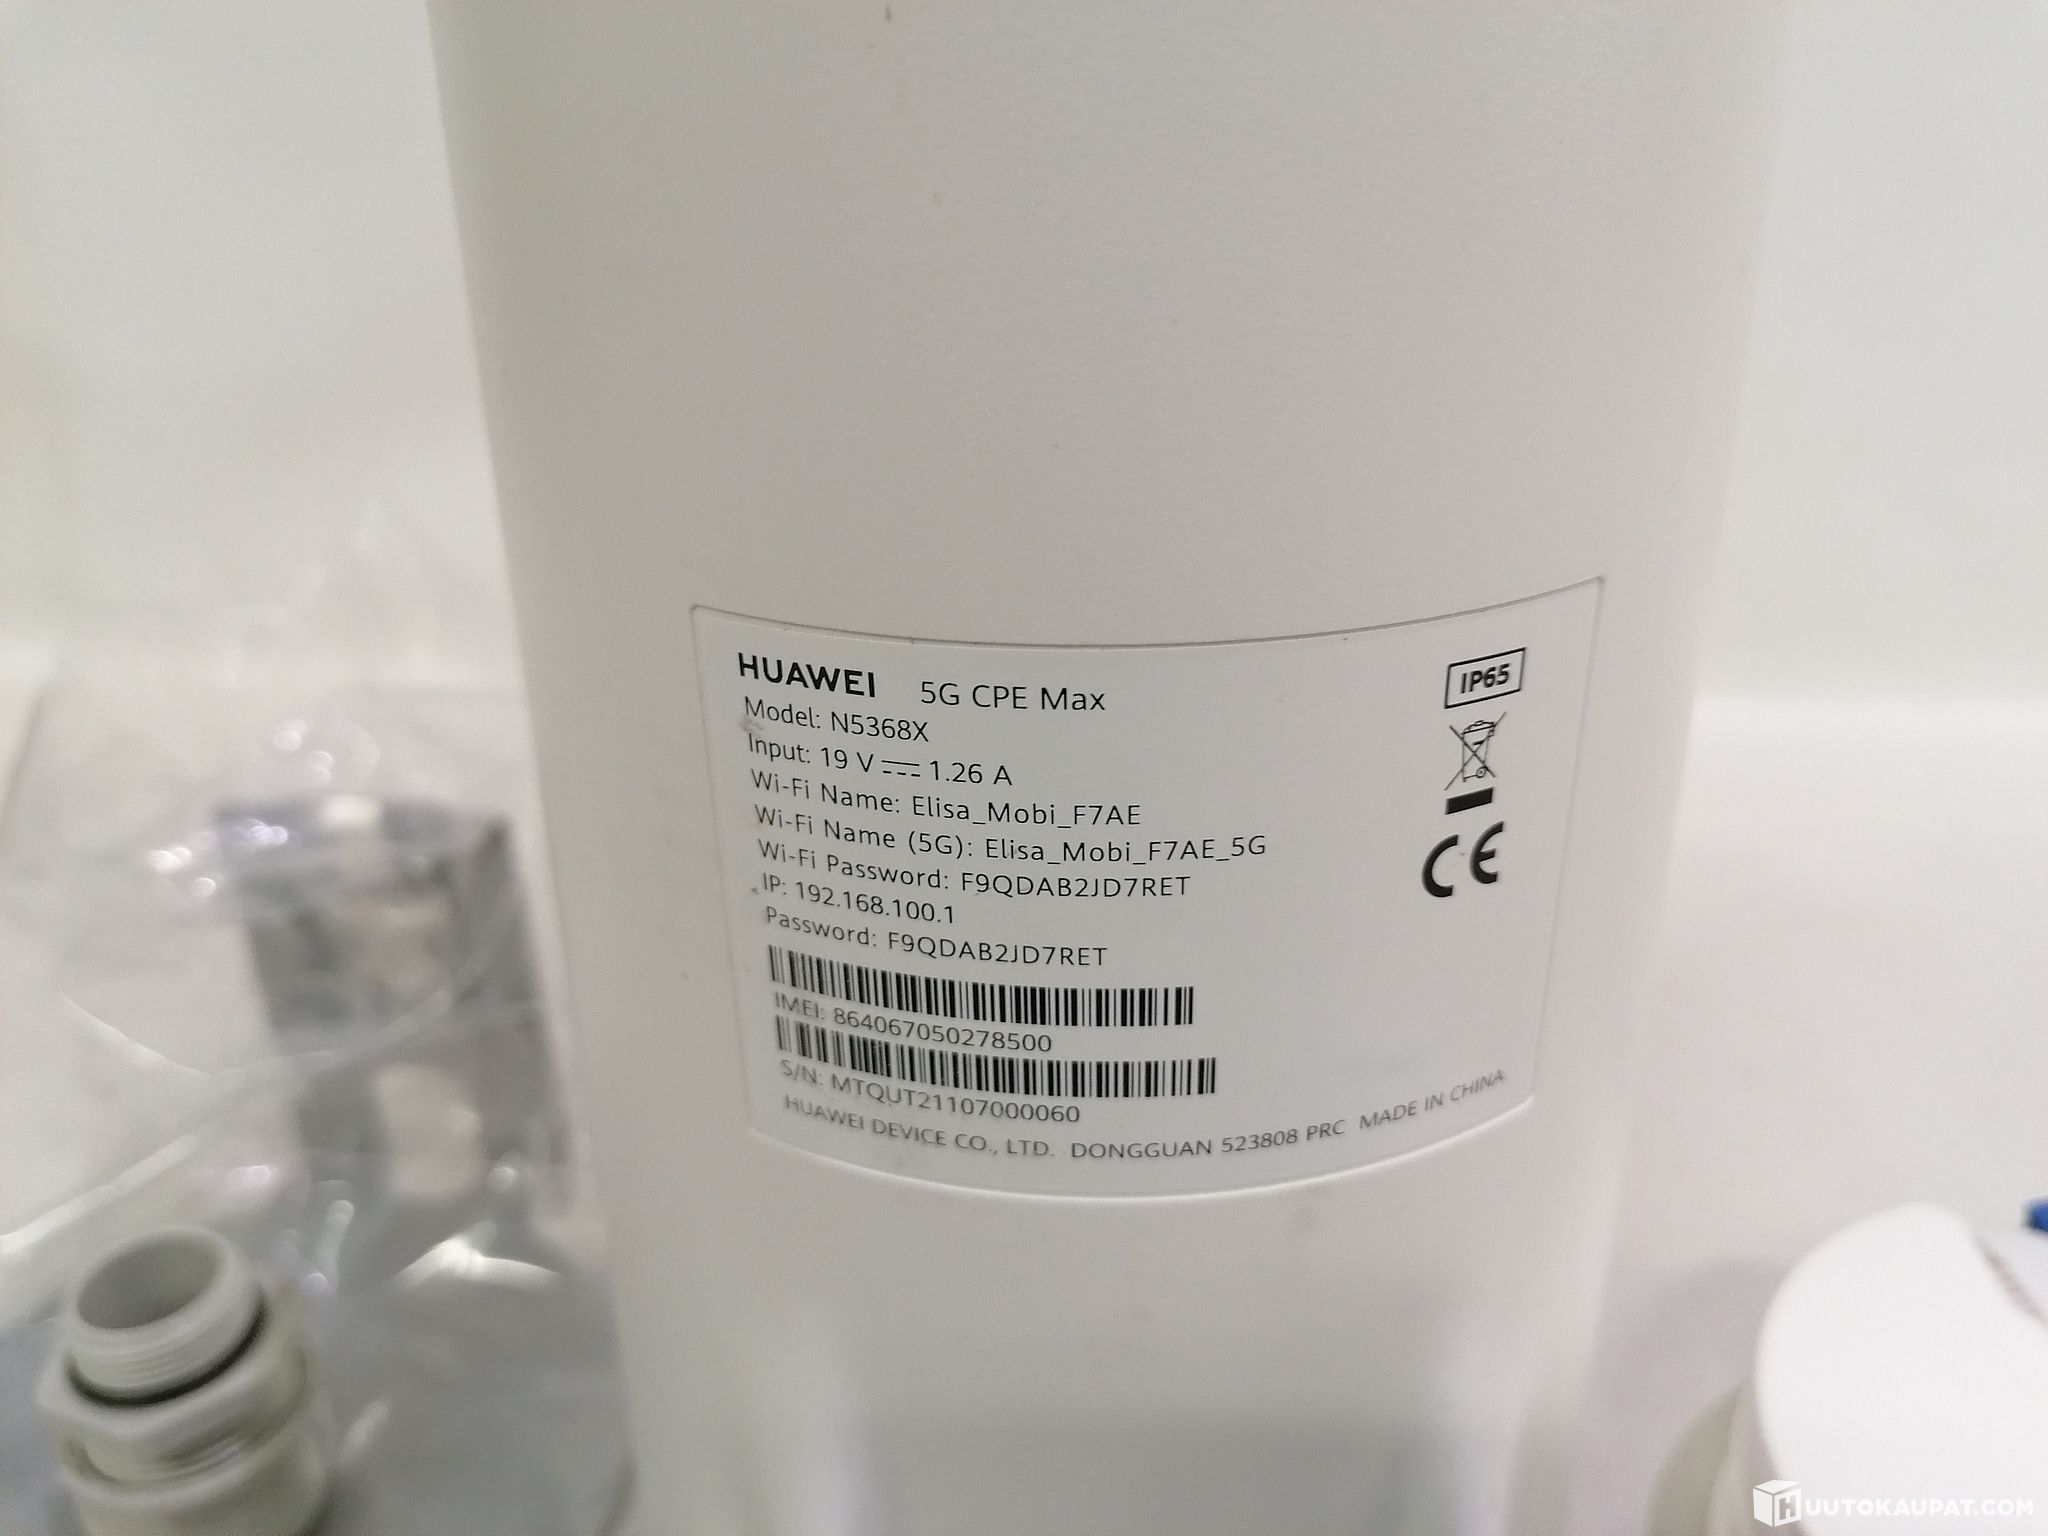 HUAWEI 5G CPE Max
IP65
Model: N5368X
Input: 19 V ⎓ 1.26 A
Wi-Fi Name: Elisa_Mobi_F7AE
Wi-Fi Name (5G): Elisa_Mobi_F7AE_5G
Wi-Fi Password: F9QDAB2JD7RET
IP: 192.168.100.1
Password: F9QDAB2JD7RET
CE
IMEI: 864067050278500
S/N: MTQUT21107000060
HUAWEI DEVICE CO., LTD. DONGGUAN 523808 PRC MADE IN CHINA
HUUTOKAUPAT.COM